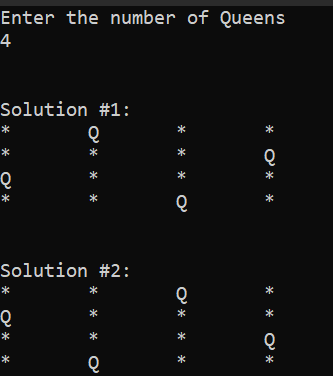 Enter the number of Queens
4
Solution #1:
* Q * *
* * * Q
Q * * *
* * Q *
Solution #2:
* * Q *
Q * * *
* * * Q
* Q * *